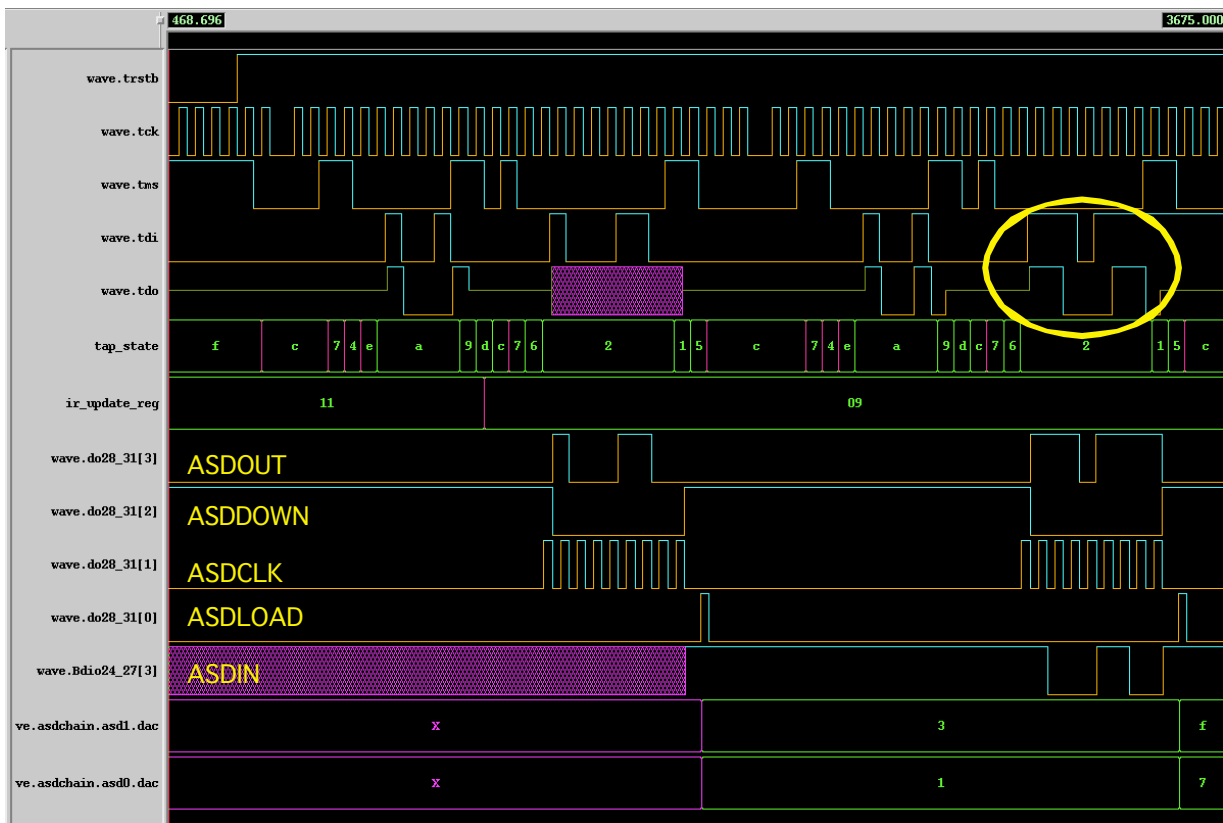 468.696 3675.000
wave.trstb
wave.tck
wave.tms
wave.tdi
wave.tdo
tap_state f c 7 4 e a 9 d c 7 6 2 1 5 c 7 4 e a 9 d c 7 6 2 1 5 c
ir_update_reg 11 09
wave.do28_31[3] ASDOUT
wave.do28_31[2] ASDDOWN
wave.do28_31[1] ASDCLK
wave.do28_31[0] ASDLOAD
wave.Bdio24_27[3] ASDIN
ve.asdchain.asd1.dac X 3 f
ve.asdchain.asd0.dac X 1 7